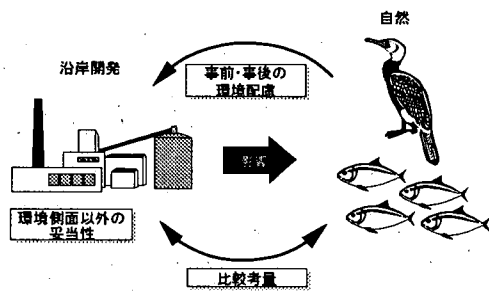 自然
沿岸開発
事前・事後の
環境配慮
環境側面以外の
妥当性
比較考量